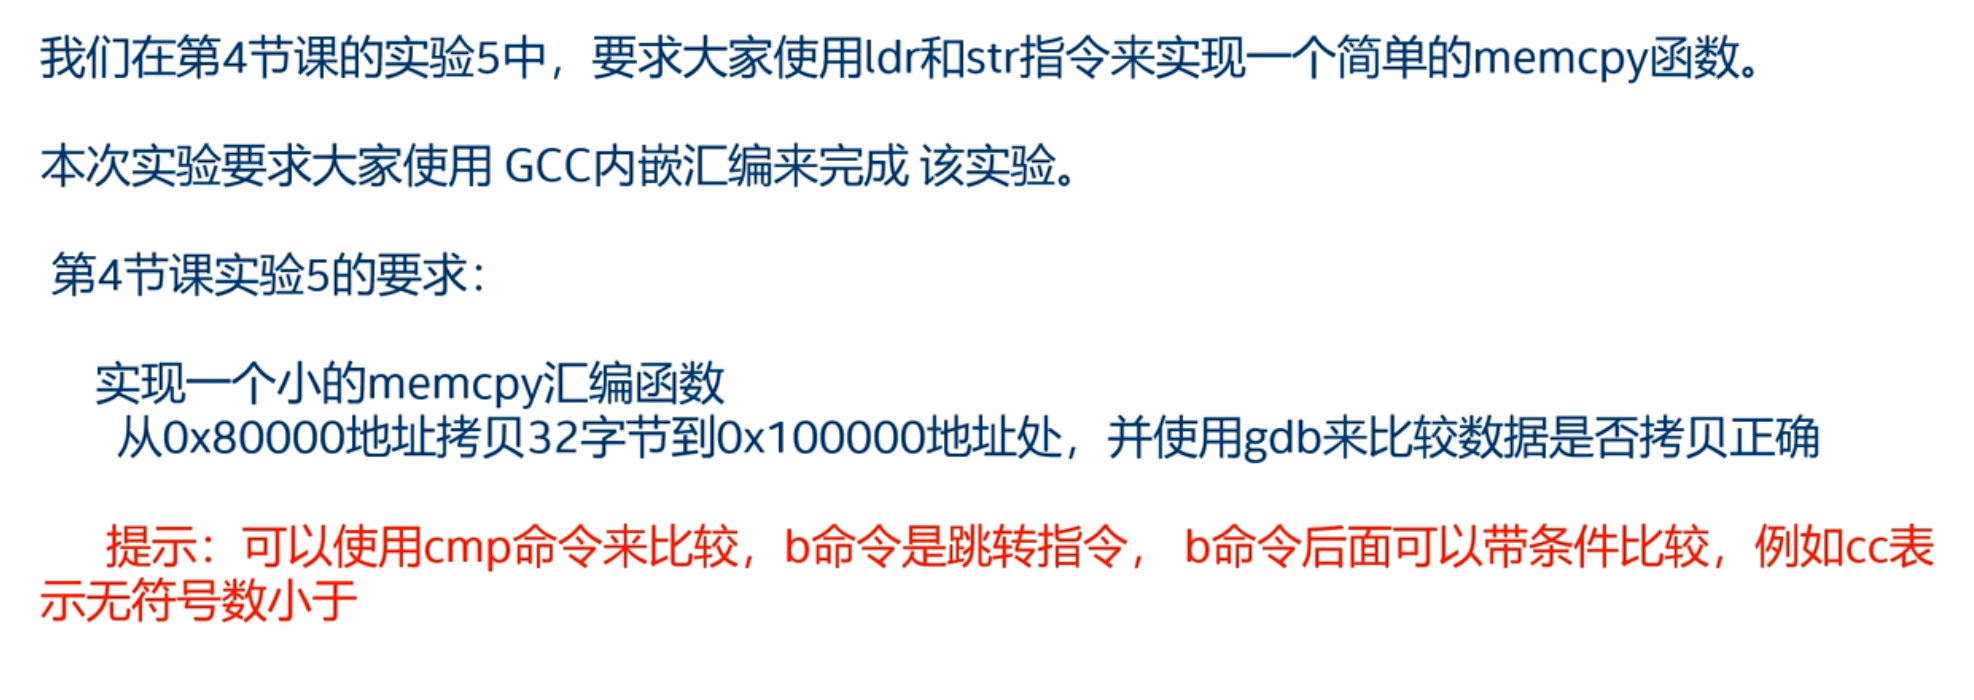 我们在第4节课的实验5中，要求大家使用ldr和str指令来实现一个简单的memcpy函数。
本次实验要求大家使用 GCC内嵌汇编来完成 该实验。
第4节课实验5的要求：
实现一个小的memcpy汇编函数
从0x80000地址拷贝32字节到0x100000地址处，并使用gdb来比较数据是否拷贝正确
提示：可以使用cmp命令来比较，b命令是跳转指令， b命令后面可以带条件比较，例如cc表
示无符号数小于